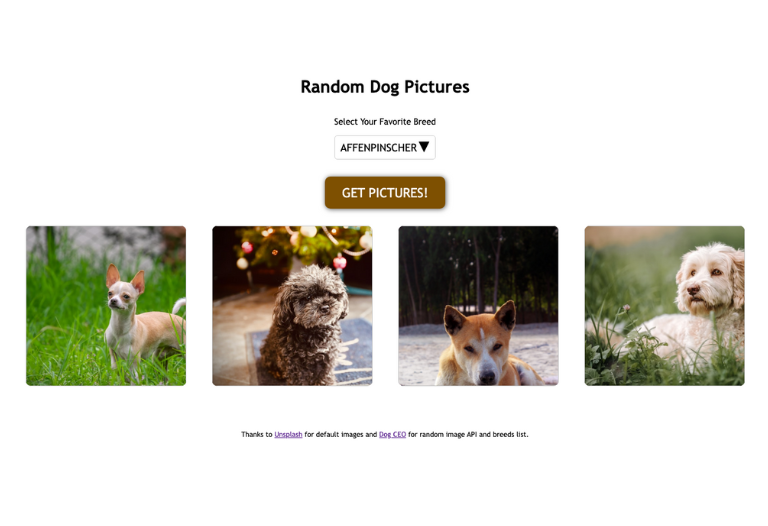 Random Dog Pictures
Select Your Favorite Breed
AFFENPINSCHER
GET PICTURES!
Thanks to Unsplash for default images and Dog CEO for random image API and breeds list.